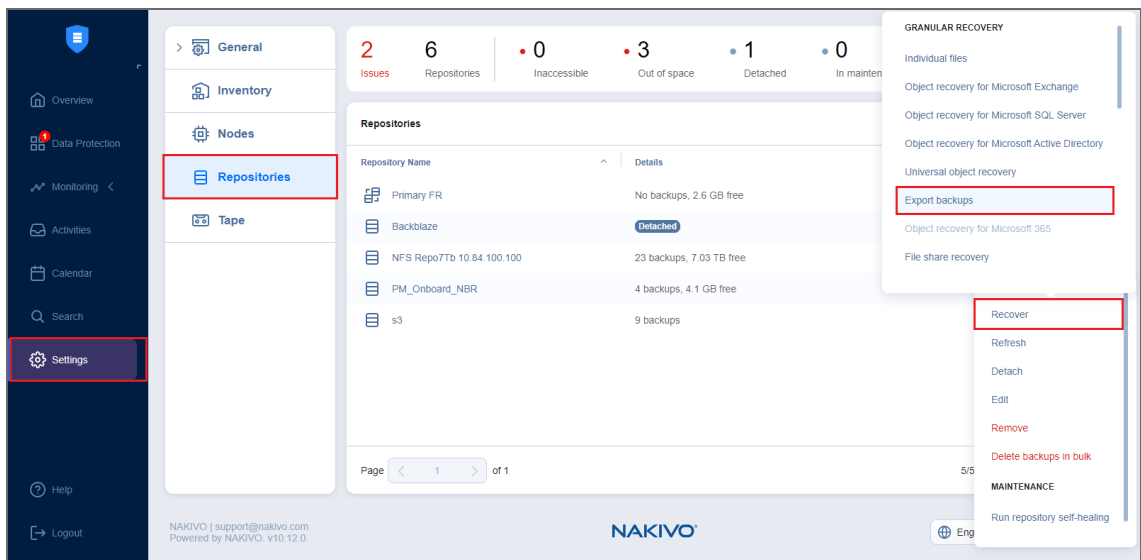 Overview
1
Data Protection
Monitoring
Activities
Calendar
Search
Settings
Help
Logout
General
Inventory
Nodes
Repositories
Tape
2
Issues
6
Repositories
0
Inaccessible
3
Out of space
1
Detached
0
In mainten
Repositories
Repository Name
Details
Primary FR
No backups, 2.6 GB free
Backblaze
Detached
NFS Repo7Tb 10.84.100.100
23 backups, 7.03 TB free
PM_Onboard_NBR
4 backups, 4.1 GB free
s3
9 backups
Page
1
of 1
5/5
GRANULAR RECOVERY
Individual files
Object recovery for Microsoft Exchange
Object recovery for Microsoft SQL Server
Object recovery for Microsoft Active Directory
Universal object recovery
Export backups
Object recovery for Microsoft 365
File share recovery
Recover
Refresh
Detach
Edit
Remove
Delete backups in bulk
MAINTENANCE
Run repository self-healing
NAKIVO | support@nakivo.com
Powered by NAKIVO. v10.12.0.
NAKIVO
Eng